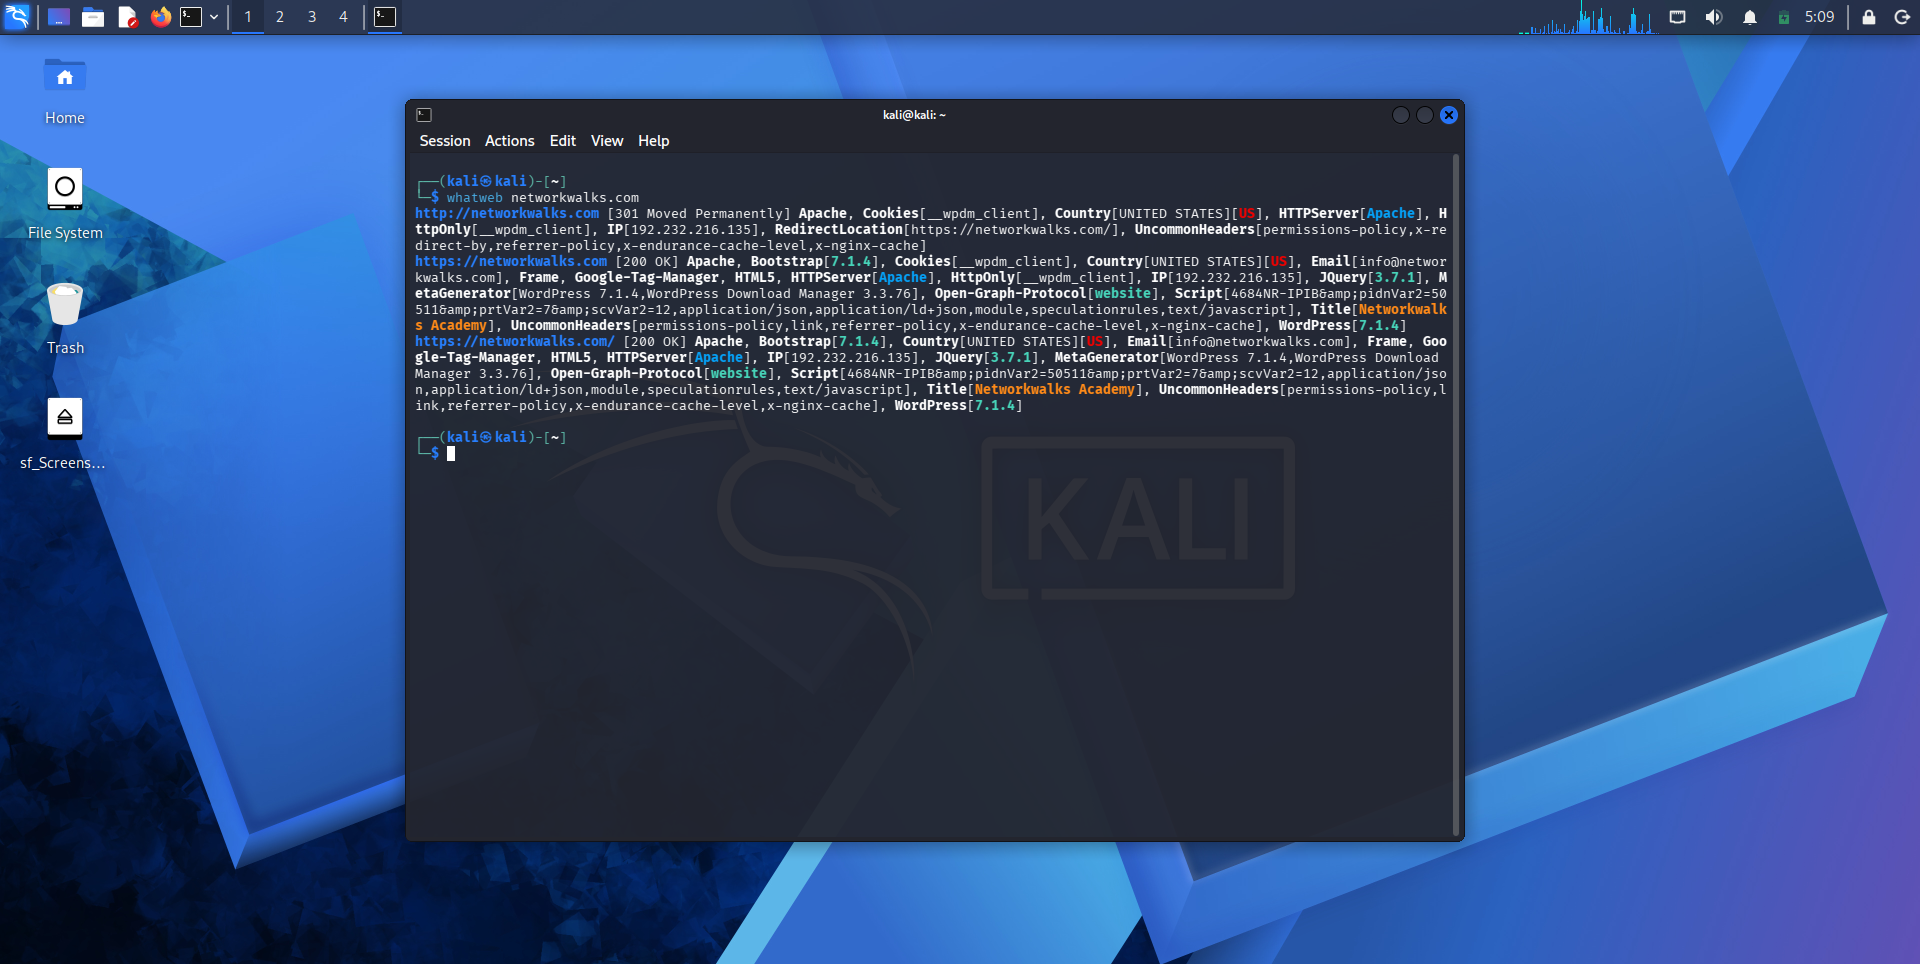 1 2 3 4
5:09
Home
File System
Trash
sf_Screens...
kali@kali: ~
Session Actions Edit View Help
┌──(kali㉿kali)-[~]
└─$ whatweb networkwalks.com
http://networkwalks.com [301 Moved Permanently] Apache, Cookies[__wpdm_client], Country[UNITED STATES][US], HTTPServer[Apache], H
ttpOnly[__wpdm_client], IP[192.232.216.135], RedirectLocation[https://networkwalks.com/], UncommonHeaders[permissions-policy,x-re
direct-by,referrer-policy,x-endurance-cache-level,x-nginx-cache]
https://networkwalks.com [200 OK] Apache, Bootstrap[7.1.4], Cookies[__wpdm_client], Country[UNITED STATES][US], Email[info@networ
kwalks.com], Frame, Google-Tag-Manager, HTML5, HTTPServer[Apache], HttpOnly[__wpdm_client], IP[192.232.216.135], JQuery[3.7.1], M
etaGenerator[WordPress 7.1.4,WordPress Download Manager 3.3.76], Open-Graph-Protocol[website], Script[4684NR-IPIB&amp;pidnVar2=50
511&amp;prtVar2=7&amp;scvVar2=12,application/json,application/ld+json,module,speculationrules,text/javascript], Title[Networkwalk
s Academy], UncommonHeaders[permissions-policy,link,referrer-policy,x-endurance-cache-level,x-nginx-cache], WordPress[7.1.4]
https://networkwalks.com/ [200 OK] Apache, Bootstrap[7.1.4], Country[UNITED STATES][US], Email[info@networkwalks.com], Frame, Goo
gle-Tag-Manager, HTML5, HTTPServer[Apache], IP[192.232.216.135], JQuery[3.7.1], MetaGenerator[WordPress 7.1.4,WordPress Download
Manager 3.3.76], Open-Graph-Protocol[website], Script[4684NR-IPIB&amp;pidnVar2=50511&amp;prtVar2=7&amp;scvVar2=12,application/jso
n,application/ld+json,module,speculationrules,text/javascript], Title[Networkwalks Academy], UncommonHeaders[permissions-policy,l
ink,referrer-policy,x-endurance-cache-level,x-nginx-cache], WordPress[7.1.4]
┌──(kali㉿kali)-[~]
└─$
KALI